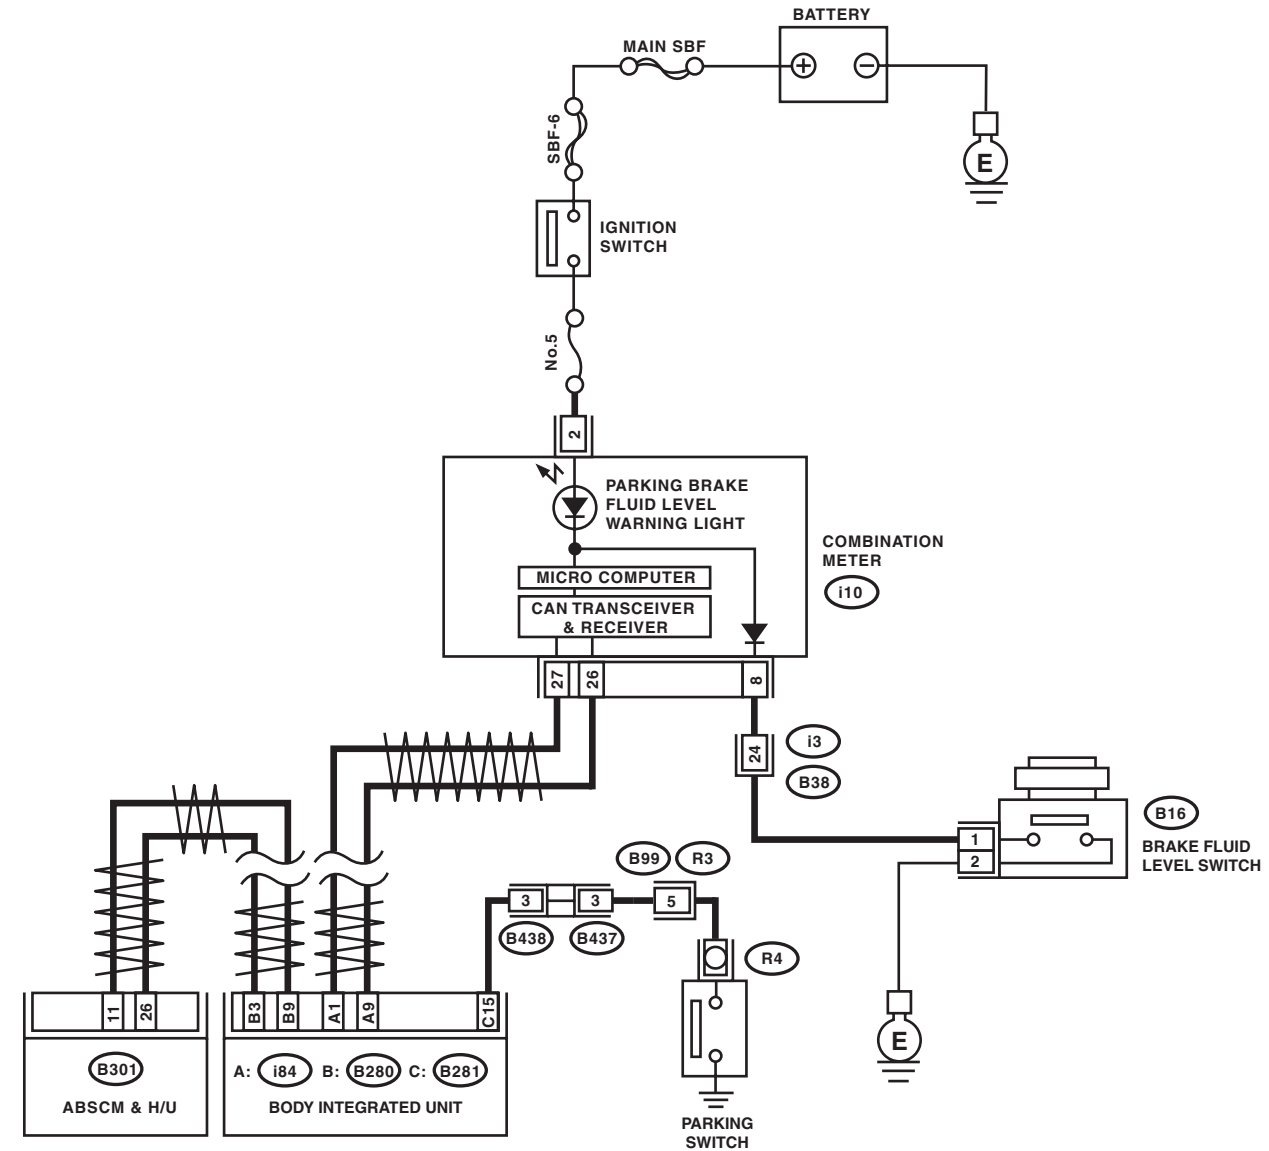 BATTERY
MAIN SBF
SBF-6
E
IGNITION
SWITCH
No.5
2
PARKING BRAKE
FLUID LEVEL
WARNING LIGHT
COMBINATION
METER
i10
MICRO COMPUTER
CAN TRANSCEIVER
& RECEIVER
27
26
8
24
i3
B38
B16
1
2
BRAKE FLUID
LEVEL SWITCH
B99
R3
3
3
5
B438
B437
R4
E
11
26
B3
B9
A1
A9
C15
B301
A: i84 B: B280 C: B281
ABSCM & H/U
BODY INTEGRATED UNIT
PARKING
SWITCH